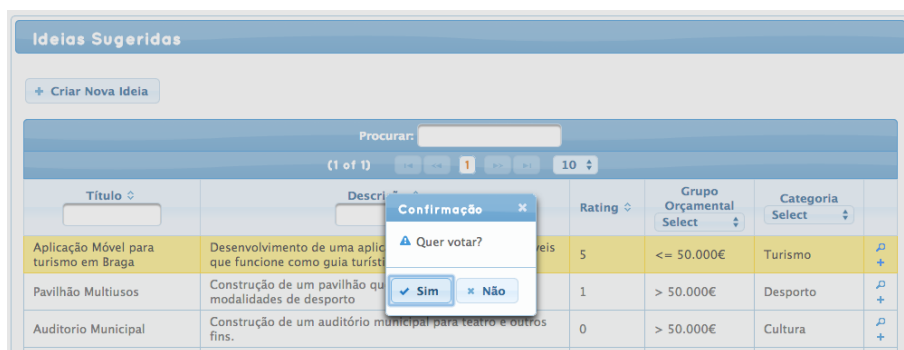 Ideias Sugeridas
+ Criar Nova Ideia
Procurar:
(1 of 1) 1 10
Título
Rating
Grupo Orçamental
Select
Categoria
Select
Confirmação
Quer votar?
Sim Não
Aplicação Móvel para
turismo em Braga
Desenvolvimento de uma
que funcione como guia
5 <= 50.000€ Turismo
Pavilhão Multiusos
Construção de um pavilhão
modalidades de desporto
1 > 50.000€ Desporto
Auditorio Municipal
Construção de um auditório municipal para teatro e outros
fins.
0 > 50.000€ Cultura